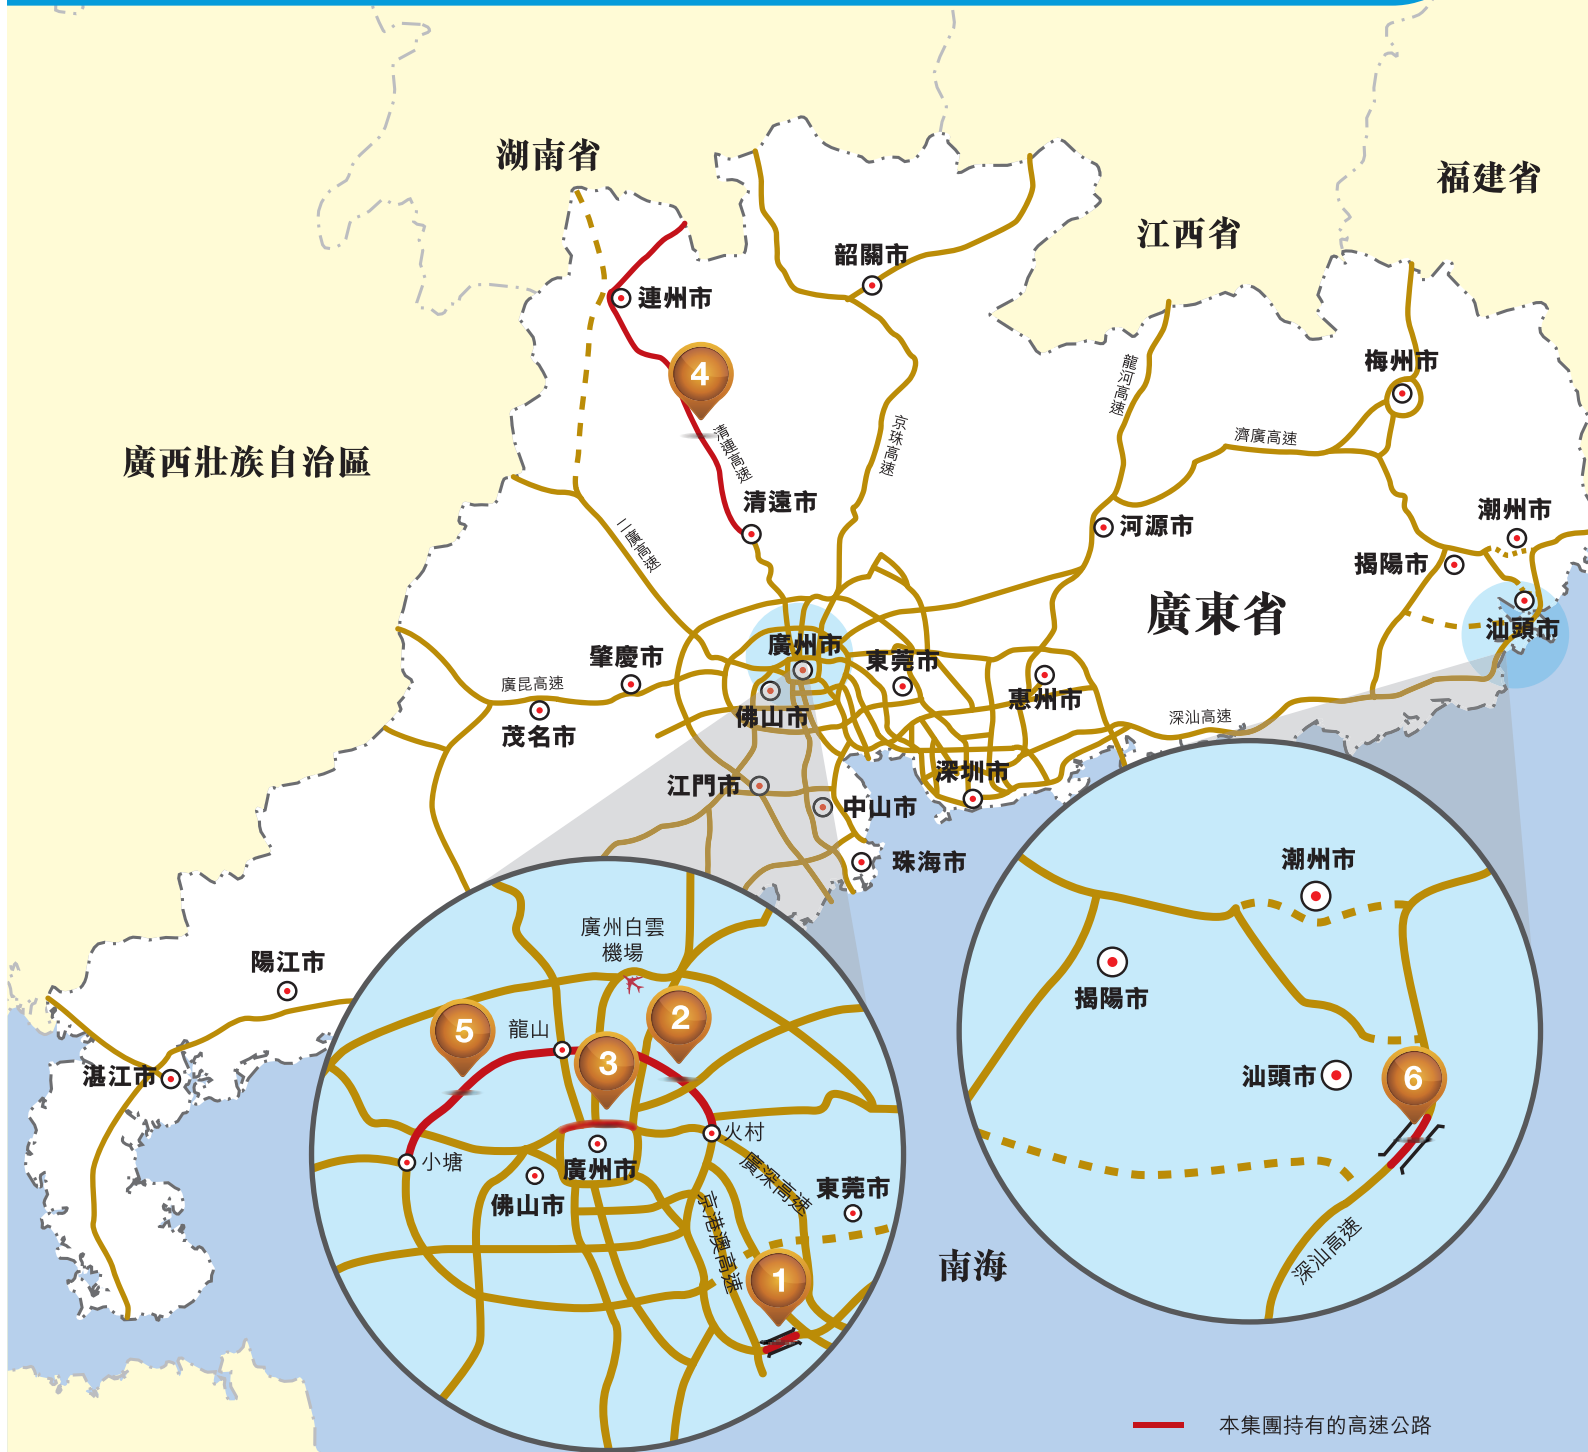 湖南省
福建省
江西省
韶關市
連州市
4
龍河高速
梅州市
京珠高速
濟廣高速
清連高速
廣西壯族自治區
清遠市
潮州市
河源市
二廣高速
揭陽市
廣東省
汕頭市
廣州市
肇慶市
東莞市
廣昆高速
惠州市
佛山市
深汕高速
茂名市
深圳市
江門市
中山市
珠海市
潮州市
廣州白雲
機場
陽江市
揭陽市
5
龍山
2
3
湛江市
汕頭市
6
火村
小塘
廣州市
廣深高速
佛山市
東莞市
京港澳高速
深汕高速
南海
1
本集團持有的高速公路